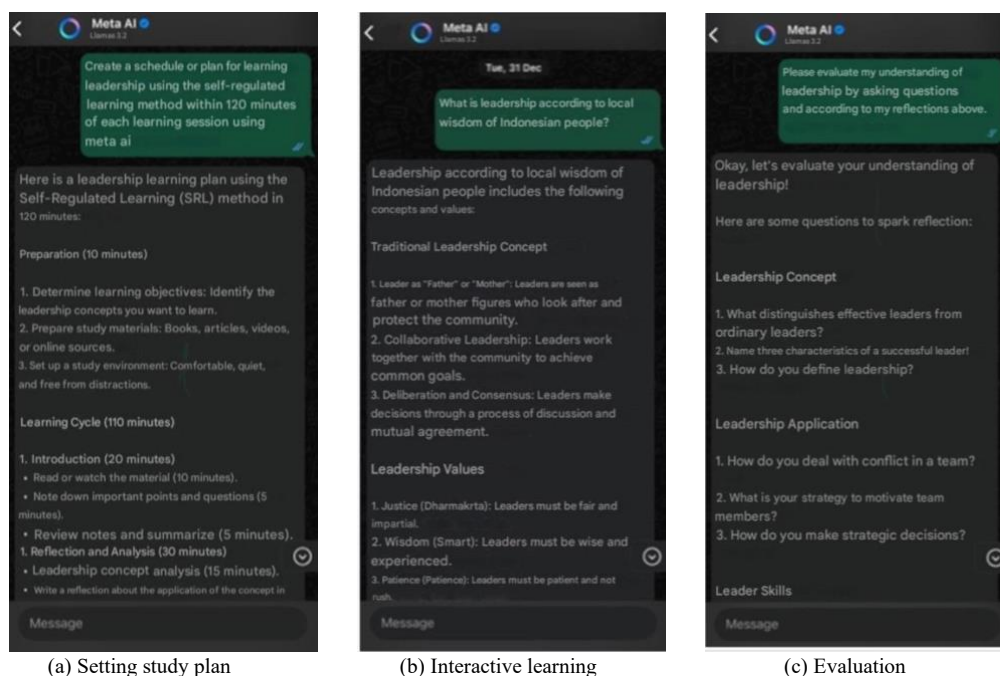 Meta AI
Llamas 3.2
Create a schedule or plan for learning
leadership using the self-regulated
learning method within 120 minutes
of each learning session using
meta ai
Here is a leadership learning plan using the
Self-Regulated Learning (SRL) method in
120 minutes:
Preparation (10 minutes)
1. Determine learning objectives: Identify the
leadership concepts you want to learn.
2. Prepare study materials: Books, articles, videos,
or online sources.
3. Set up a study environment: Comfortable, quiet,
and free from distractions.
Learning Cycle (110 minutes)
1. Introduction (20 minutes)
• Read or watch the material (10 minutes).
• Note down important points and questions (5
minutes).
• Review notes and summarize (5 minutes).
1. Reflection and Analysis (30 minutes)
• Leadership concept analysis (15 minutes).
• Write a reflection about the application of the concept in
Message
(a) Setting study plan
Meta AI
Llamas 3.2
Tue, 31 Dec
What is leadership according to local
wisdom of Indonesian people?
Leadership according to local wisdom of
Indonesian people includes the following
concepts and values:
Traditional Leadership Concept
1. Leader as "Father" or "Mother": Leaders are seen as
father or mother figures who look after and
protect the community.
2. Collaborative Leadership: Leaders work
together with the community to achieve
common goals.
3. Deliberation and Consensus: Leaders make
decisions through a process of discussion and
mutual agreement.
Leadership Values
1. Justice (Dharmakrta): Leaders must be fair and
impartial.
2. Wisdom (Smart): Leaders must be wise and
experienced.
3. Patience (Patience): Leaders must be patient and not
rush.
Message
(b) Interactive learning
Meta AI
Llamas 3.2
Please evaluate my understanding of
leadership by asking questions
and according to my reflections above.
Okay, let's evaluate your understanding of
leadership!
Here are some questions to spark reflection:
Leadership Concept
1. What distinguishes effective leaders from
ordinary leaders?
2. Name three characteristics of a successful leader!
3. How do you define leadership?
Leadership Application
1. How do you deal with conflict in a team?
2. What is your strategy to motivate team
members?
3. How do you make strategic decisions?
Leader Skills
Message
(c) Evaluation